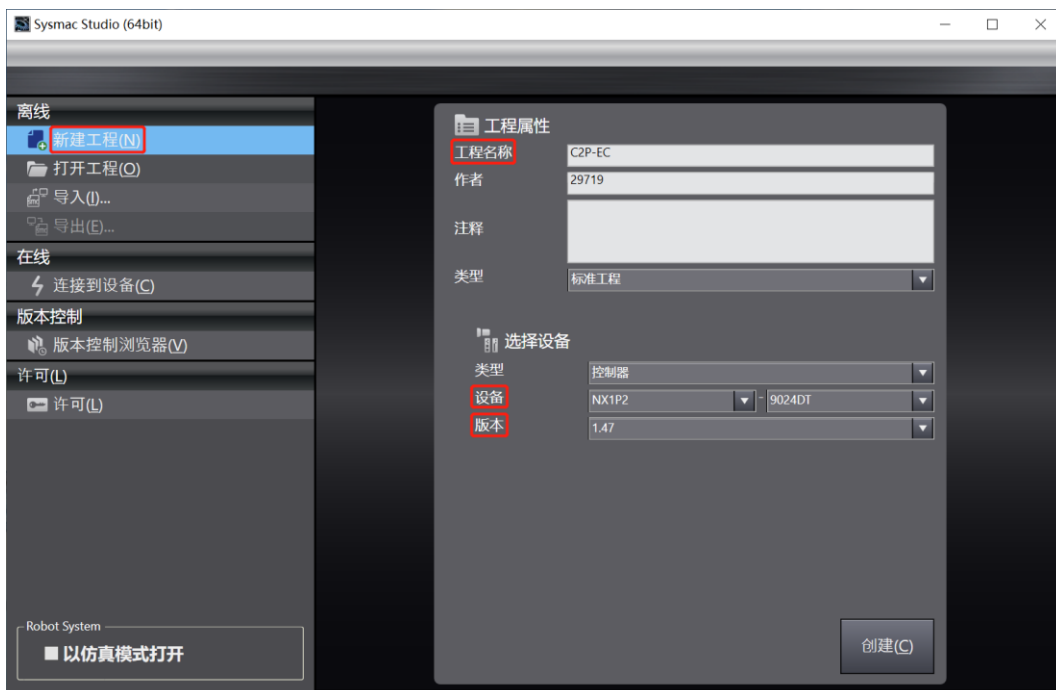 Sysmac Studio (64bit)
离线
新建工程(N)
打开工程(O)
导入(I)...
导出(E)...
在线
连接到设备(C)
版本控制
版本控制浏览器(V)
许可(L)
许可(L)
Robot System
以仿真模式打开
工程属性
工程名称 C2P-EC
作者 29719
注释
类型 标准工程
选择设备
类型 控制器
设备 NX1P2 - 9024DT
版本 1.47
创建(C)